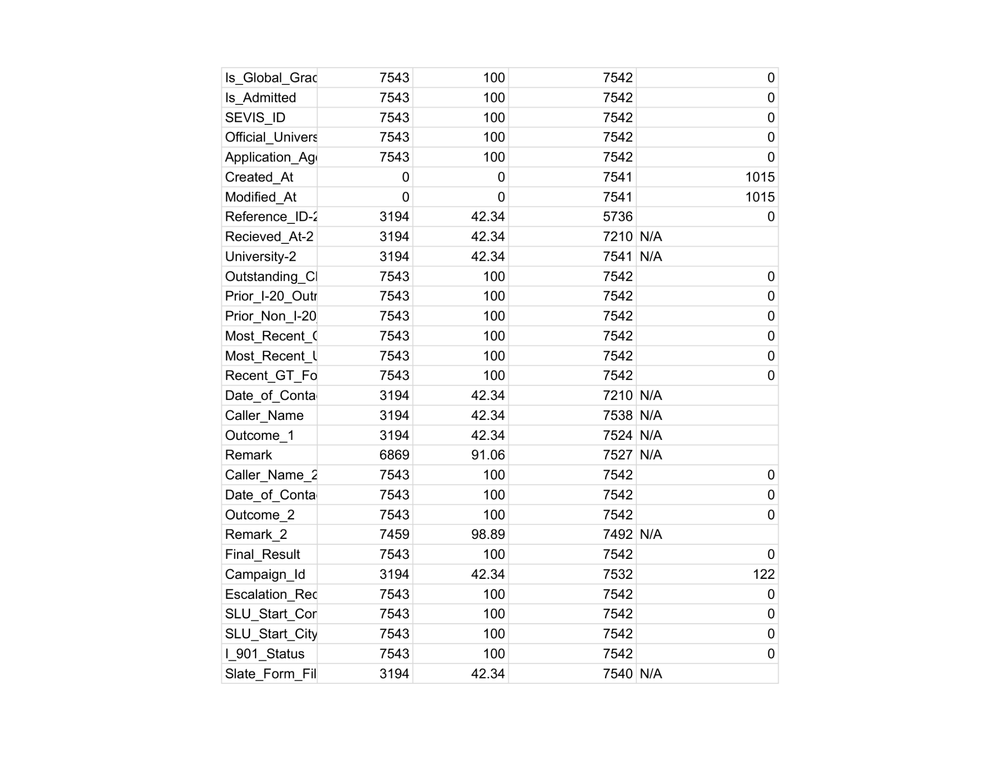 Is_Global_Grad 7543 100 7542 0
Is_Admitted 7543 100 7542 0
SEVIS_ID 7543 100 7542 0
Official_Univers 7543 100 7542 0
Application_Age 7543 100 7542 0
Created_At 0 0 7541 1015
Modified_At 0 0 7541 1015
Reference_ID-2 3194 42.34 5736 0
Recieved_At-2 3194 42.34 7210 N/A
University-2 3194 42.34 7541 N/A
Outstanding_Cl 7543 100 7542 0
Prior_I-20_Outr 7543 100 7542 0
Prior_Non_I-20_ 7543 100 7542 0
Most_Recent_C 7543 100 7542 0
Most_Recent_U 7543 100 7542 0
Recent_GT_Fo 7543 100 7542 0
Date_of_Conta 3194 42.34 7210 N/A
Caller_Name 3194 42.34 7538 N/A
Outcome_1 3194 42.34 7524 N/A
Remark 6869 91.06 7527 N/A
Caller_Name_2 7543 100 7542 0
Date_of_Conta 7543 100 7542 0
Outcome_2 7543 100 7542 0
Remark_2 7459 98.89 7492 N/A
Final_Result 7543 100 7542 0
Campaign_Id 3194 42.34 7532 122
Escalation_Rec 7543 100 7542 0
SLU_Start_Con 7543 100 7542 0
SLU_Start_City 7543 100 7542 0
I_901_Status 7543 100 7542 0
Slate_Form_Fil 3194 42.34 7540 N/A